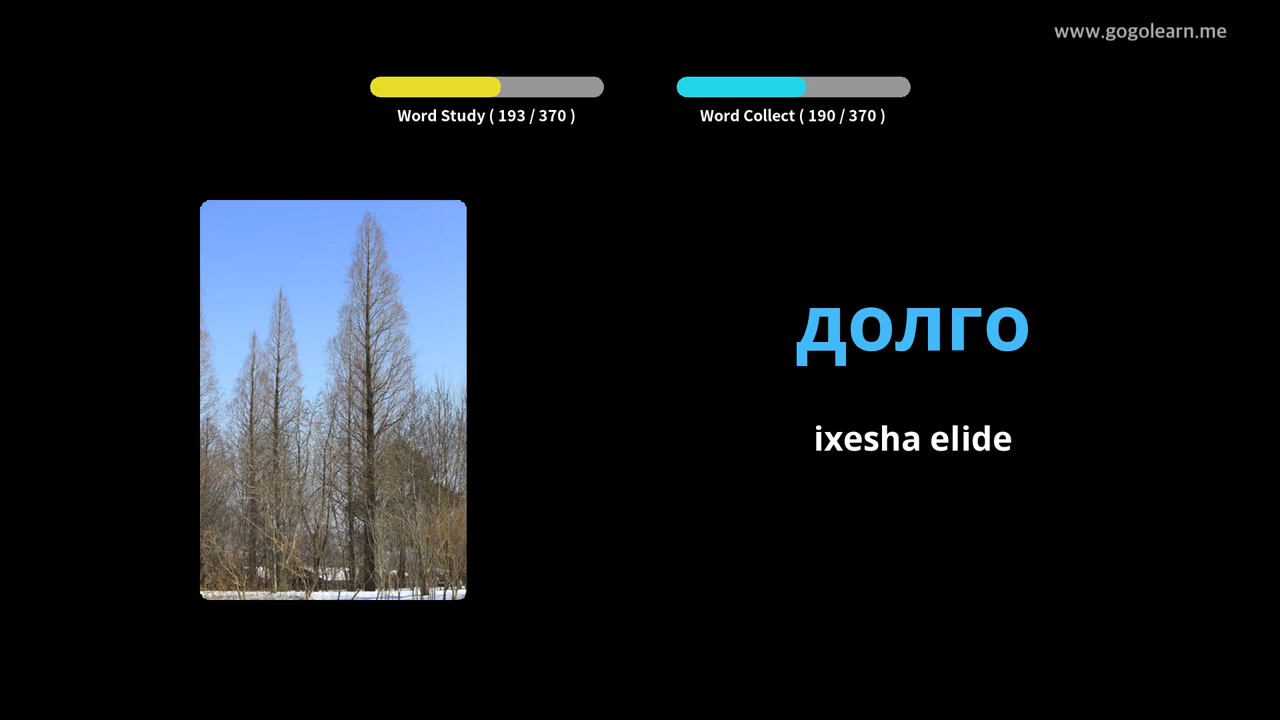 www.gogolearn.me
Word Study ( 193 / 370 )
Word Collect ( 190 / 370 )
долго
ixesha elide